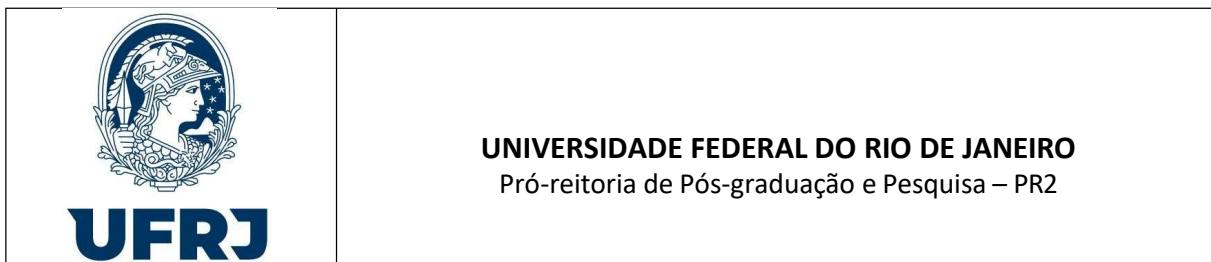 UFRJ
UNIVERSIDADE FEDERAL DO RIO DE JANEIRO
Pró-reitoria de Pós-graduação e Pesquisa – PR2